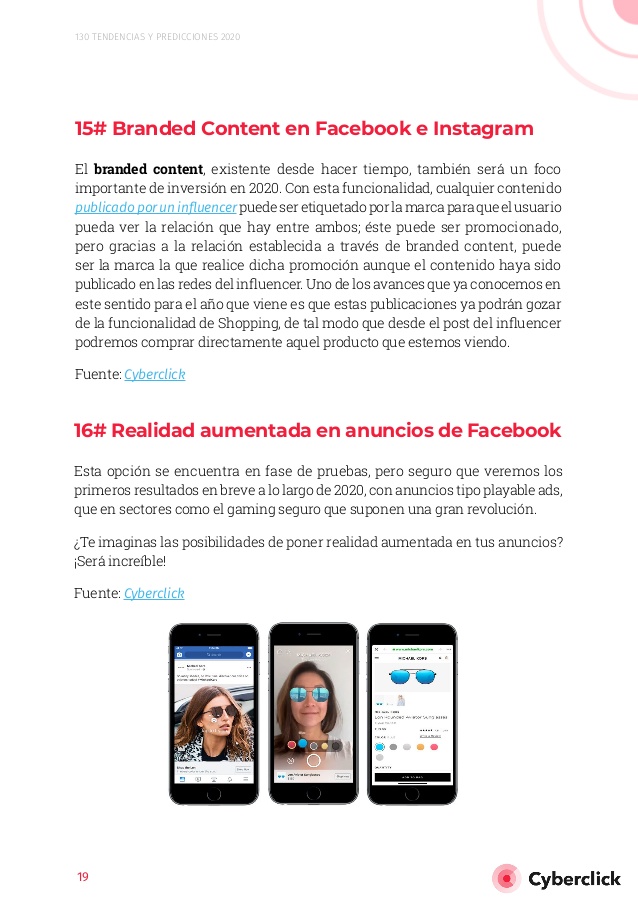 130 TENDENCIAS Y PREDICCIONES 2020
15# Branded Content en Facebook e Instagram
El branded content, existente desde hacer tiempo, también será un foco
importante de inversión en 2020. Con esta funcionalidad, cualquier contenido
publicado por un influencer puede ser etiquetado por la marca para que el usuario
pueda ver la relación que hay entre ambos; éste puede ser promocionado,
pero gracias a la relación establecida a través de branded content, puede
ser la marca la que realice dicha promoción aunque el contenido haya sido
publicado en las redes del influencer. Uno de los avances que ya conocemos en
este sentido para el año que viene es que estas publicaciones ya podrán gozar
de la funcionalidad de Shopping, de tal modo que desde el post del influencer
podremos comprar directamente aquel producto que estemos viendo.
Fuente: Cyberclick
16# Realidad aumentada en anuncios de Facebook
Esta opción se encuentra en fase de pruebas, pero seguro que veremos los
primeros resultados en breve a lo largo de 2020, con anuncios tipo playable ads,
que en sectores como el gaming seguro que suponen una gran revolución.
¿Te imaginas las posibilidades de poner realidad aumentada en tus anuncios?
¡Será increíble!
Fuente: Cyberclick
MICHAEL KORS
19
Cyberclick